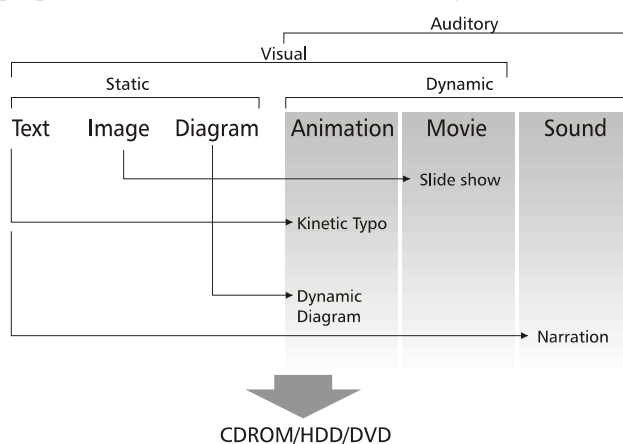 Auditory
Visual
Static
Dynamic
Text Image Diagram Animation Movie Sound
Slide show
Kinetic Typo
Dynamic
Diagram
Narration
CDROM/HDD/DVD